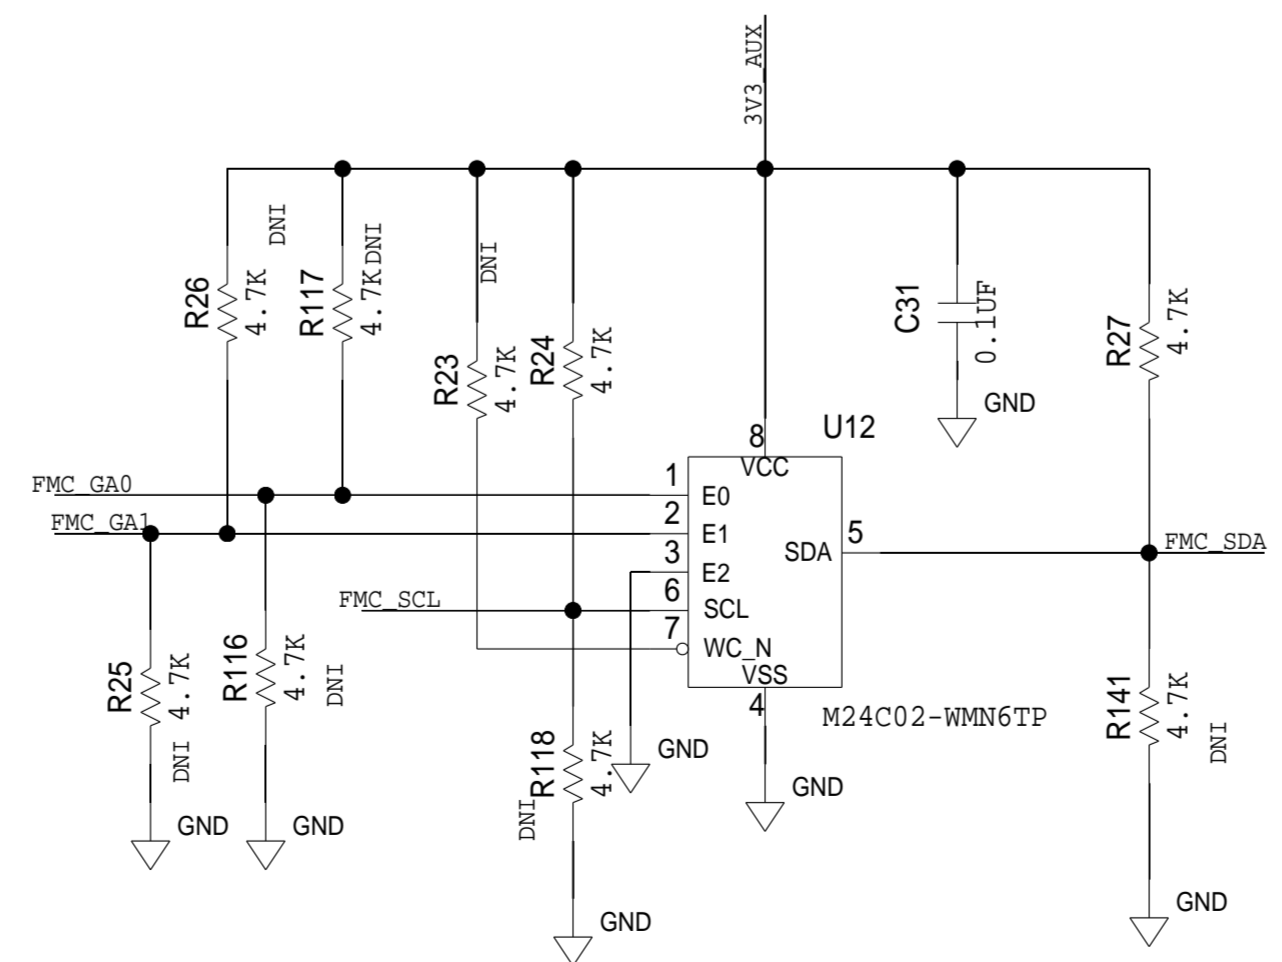 3V3_AUX
DNI
R26
4.7K
DNI
R117
4.7K
DNI
R23
4.7K
R24
4.7K
C31
0.1UF
GND
R27
4.7K
U12
8
VCC
FMC_GA0
1
E0
FMC_GA1
2
E1
3
E2
SDA
5
FMC_SDA
FMC_SCL
6
SCL
7
WC_N
VSS
4
M24C02-WMN6TP
R25
4.7K
DNI
GND
R116
4.7K
DNI
GND
R118
4.7K
DNI
GND
GND
GND
R141
4.7K
DNI
GND